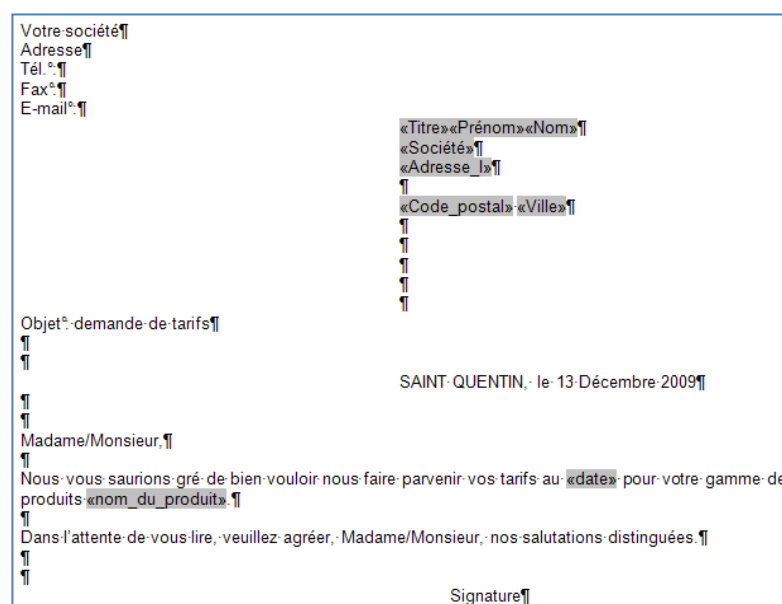 Votre société¶
Adresse¶
Tél.°:¶
Fax°:¶
E-mail°:¶
«Titre»«Prénom»«Nom»¶
«Société»¶
«Adresse_I»¶
¶
«Code_postal»·«Ville»¶
¶
¶
¶
¶
¶
Objet°:·demande·de·tarifs¶
¶
¶
SAINT·QUENTIN,·le·13·Décembre·2009¶
¶
¶
Madame/Monsieur,¶
¶
Nous·vous·saurions·gré·de·bien·vouloir·nous·faire·parvenir·vos·tarifs·au·«date»·pour·votre·gamme·de
produits·«nom_du_produit».¶
¶
Dans·l'attente·de·vous·lire,·veuillez·agréer,·Madame/Monsieur,·nos·salutations·distinguées.¶
¶
¶
Signature¶